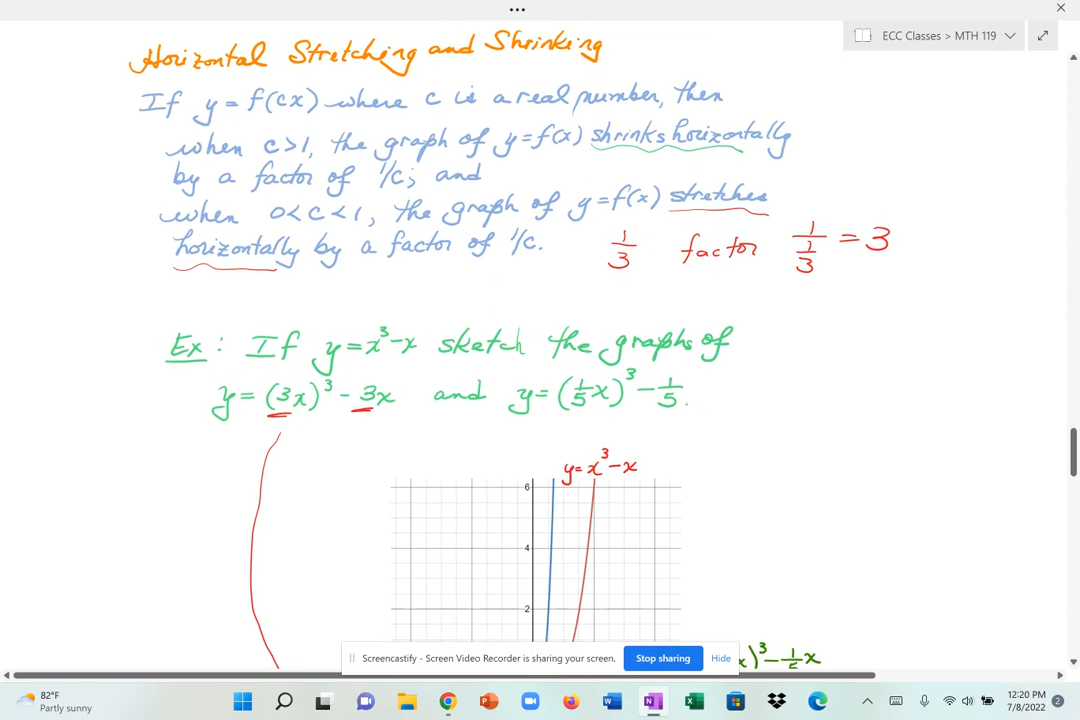 ECC Classes > MTH 119
Horizontal Stretching and Shrinking
If y = f(cx) where c is a real number, then
when c>1, the graph of y=f(x) shrinks horizontally
by a factor of 1/c; and
when 0<c<1, the graph of y=f(x) stretches
horizontally by a factor of 1/c.
1/3 factor 1/(1/3) = 3
Ex: If y=x³-x sketch the graphs of
y= (3x)³ - 3x and y=(1/5x)³-1/5.
y=x³-x
6
4
2
Screencastify - Screen Video Recorder is sharing your screen.
Stop sharing
Hide
x)³-1/5x
82°F
Partly sunny
12:20 PM
7/8/2022
2